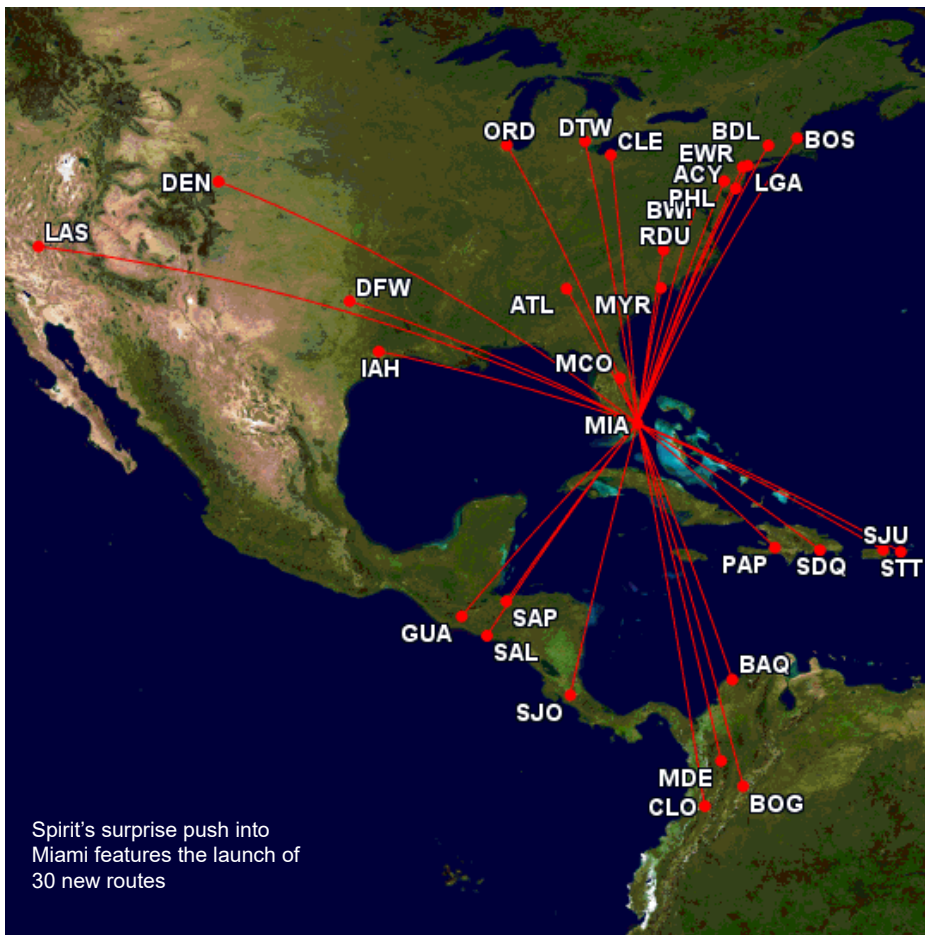 ORD
DTW
CLE
BDL
BOS
EWR
ACY
LGA
PHL
BWI
RDU
DEN
LAS
DFW
ATL
MYR
IAH
MCO
MIA
SJU
PAP
SDQ
STT
SAP
GUA
SAL
SJO
BAQ
MDE
CLO
BOG
Spirit’s surprise push into
Miami features the launch of
30 new routes